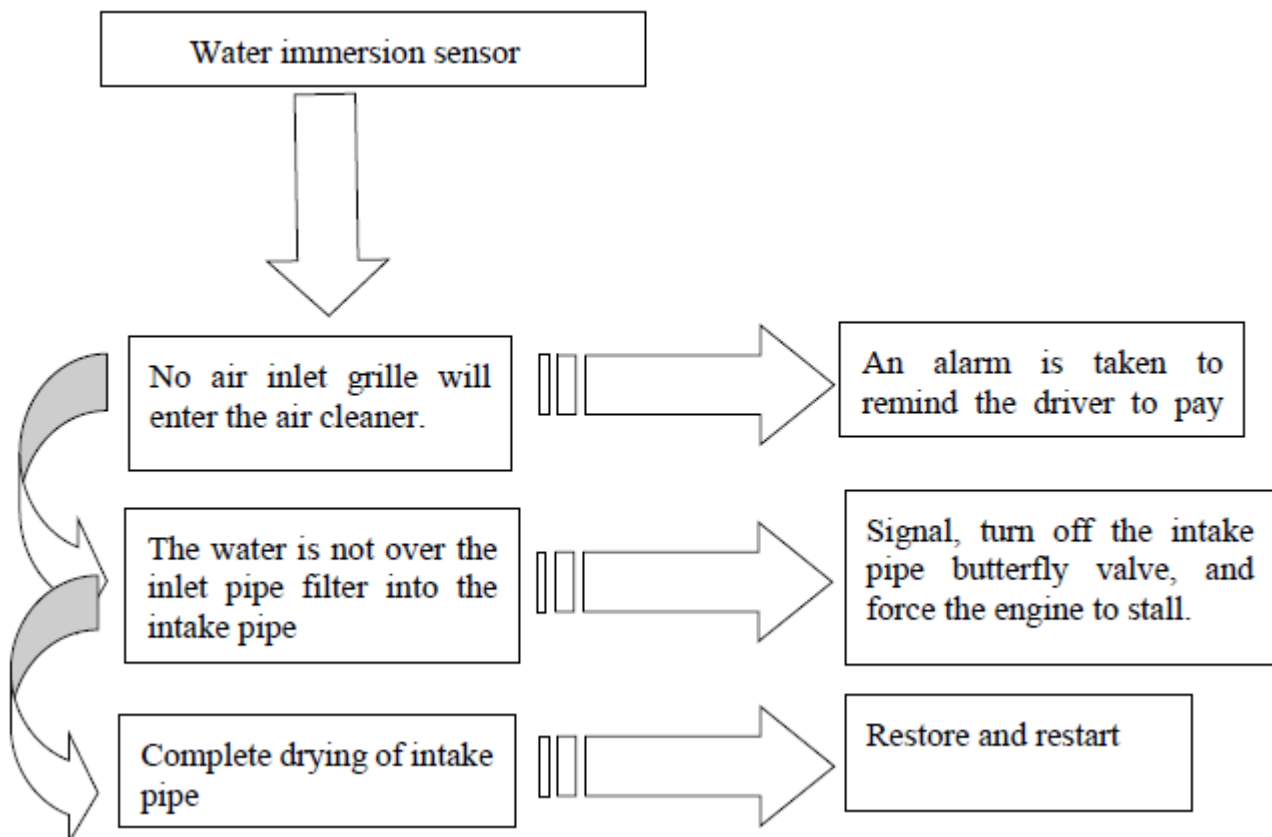 Water immersion sensor
No air inlet grille will
enter the air cleaner.
An alarm is taken to
remind the driver to pay
The water is not over the
inlet pipe filter into the
intake pipe
Signal, turn off the intake
pipe butterfly valve, and
force the engine to stall.
Complete drying of intake
pipe
Restore and restart